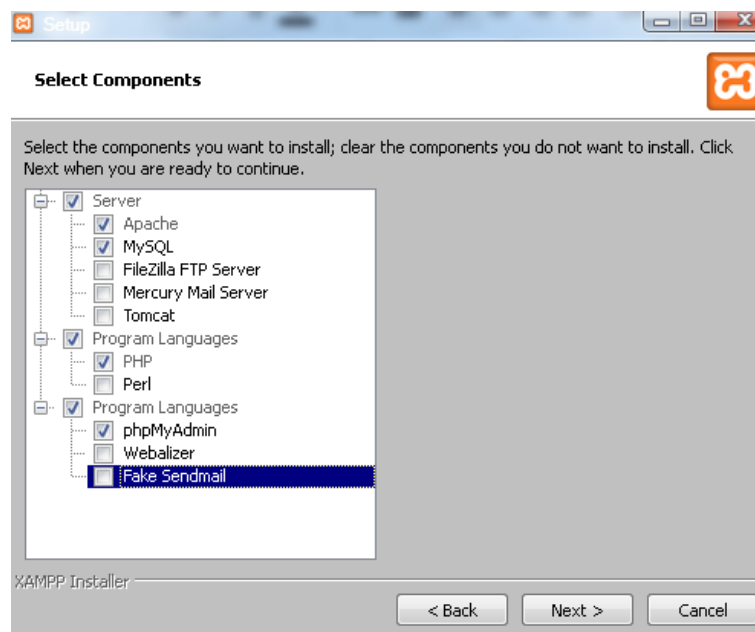 Setup
Select Components
Select the components you want to install; clear the components you do not want to install. Click
Next when you are ready to continue.
Server
Apache
MySQL
FileZilla FTP Server
Mercury Mail Server
Tomcat
Program Languages
PHP
Perl
Program Languages
phpMyAdmin
Webalizer
Fake Sendmail
XAMPP Installer
< Back Next > Cancel